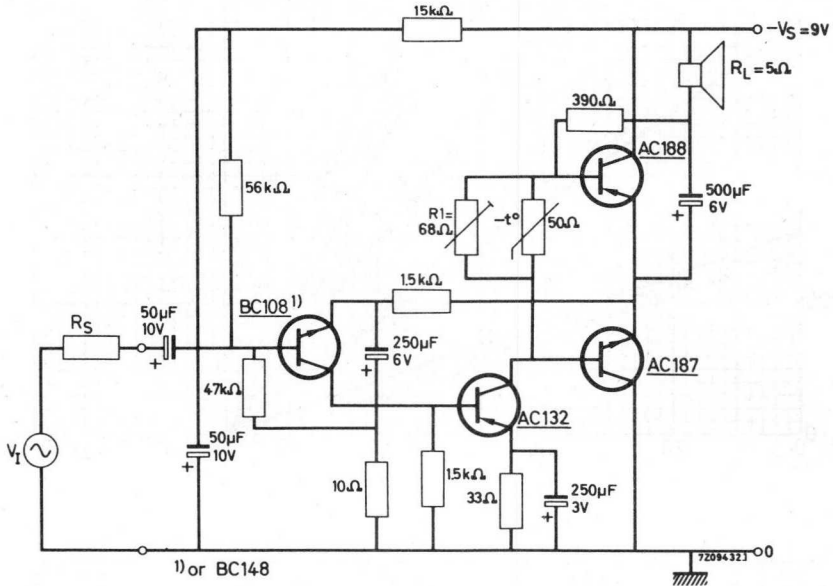 15kΩ
-VS = 9V
RL = 5Ω
390Ω
AC188
56kΩ
R1=
68Ω
-t°
50Ω
500µF
6V
+
1.5kΩ
BC108 1)
RS
50µF
10V
+
250µF
6V
+
AC187
47kΩ
AC132
VI
50µF
10V
+
10Ω
1.5kΩ
33Ω
250µF
3V
+
7Z09432.1
0
1) or BC148